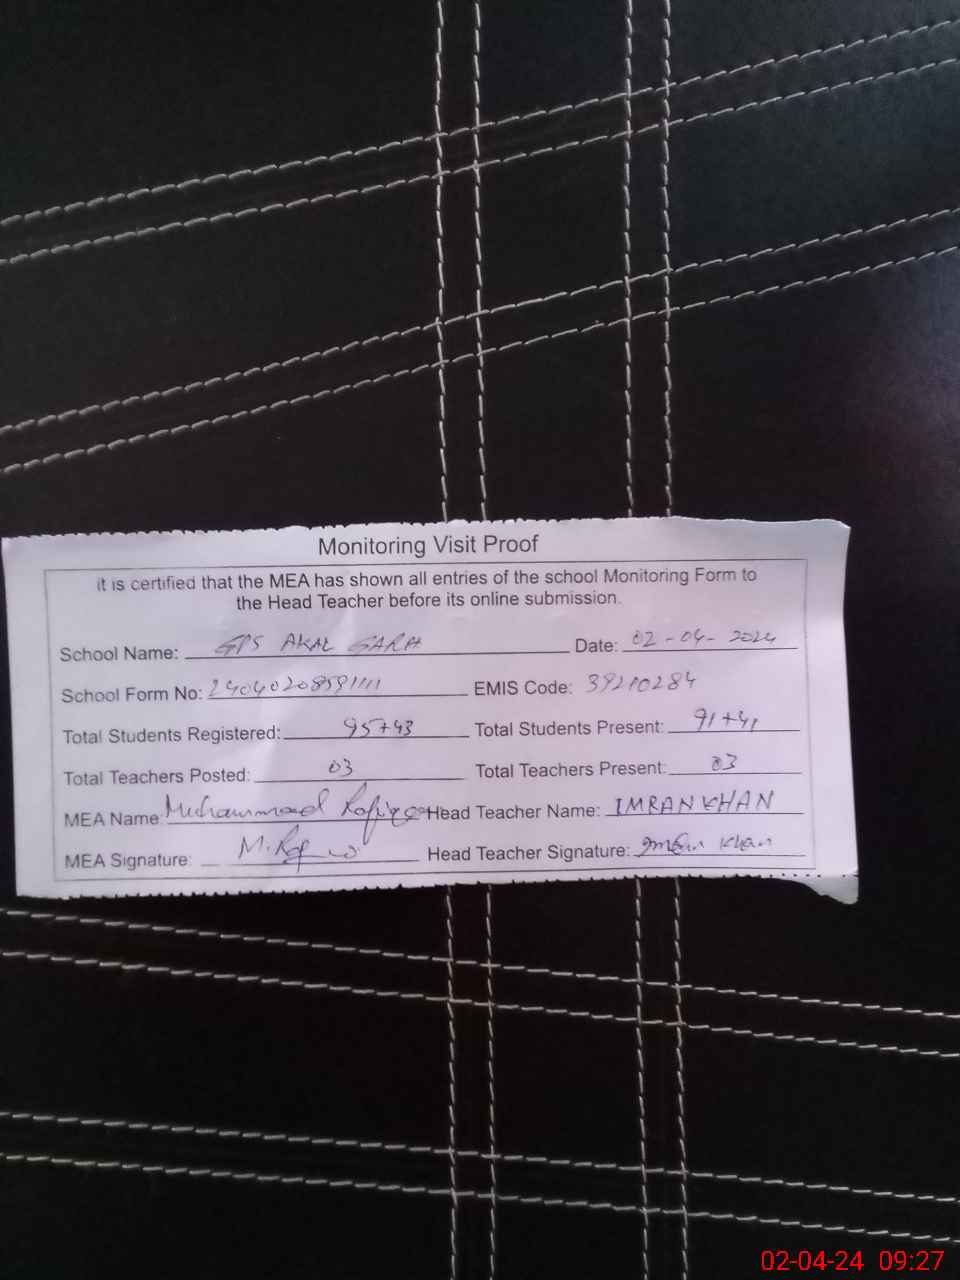 Monitoring Visit Proof
it is certified that the MEA has shown all entries of the school Monitoring Form to
the Head Teacher before its online submission.
School Name: GPS AKAL GARH Date: 02-04-2024
School Form No: EMIS Code: 39210284
Total Students Registered: 95+43 Total Students Present: 91+41
Total Teachers Posted: 03 Total Teachers Present: 03
MEA Name: Muhammad Rafique Head Teacher Name: IMRAN KHAN
MEA Signature: Head Teacher Signature: Imran Khan
02-04-24 09:27